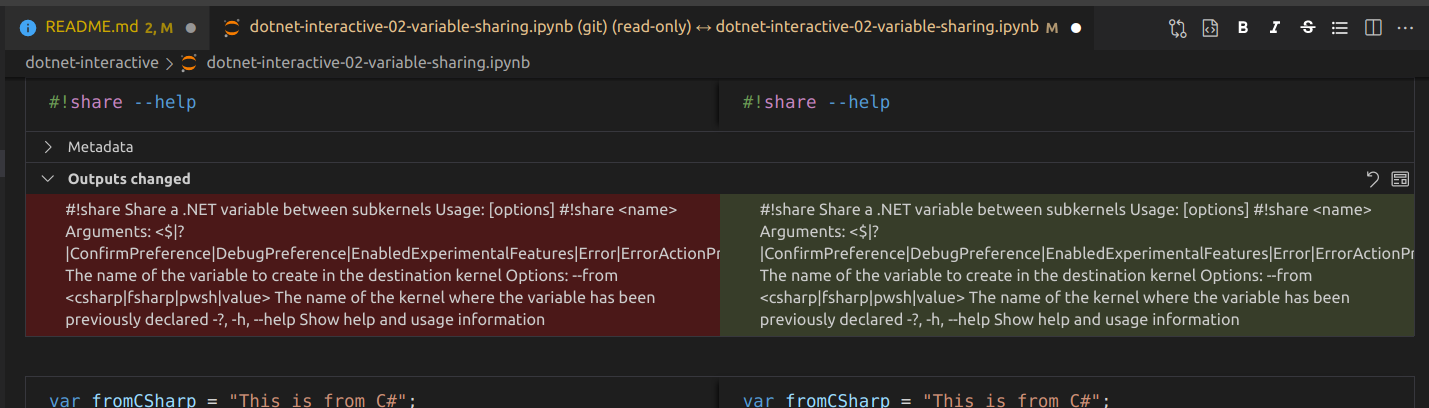 README.md 2, M
dotnet-interactive-02-variable-sharing.ipynb (git) (read-only) ↔ dotnet-interactive-02-variable-sharing.ipynb M
B I S
dotnet-interactive > dotnet-interactive-02-variable-sharing.ipynb
#!share --help
#!share --help
Metadata
Outputs changed
#!share Share a .NET variable between subkernels Usage: [options] #!share <name>
Arguments: <$|?
|ConfirmPreference|DebugPreference|EnabledExperimentalFeatures|Error|ErrorActionPr
The name of the variable to create in the destination kernel Options: --from
<csharp|fsharp|pwsh|value> The name of the kernel where the variable has been
previously declared -?, -h, --help Show help and usage information
#!share Share a .NET variable between subkernels Usage: [options] #!share <name>
Arguments: <$|?
|ConfirmPreference|DebugPreference|EnabledExperimentalFeatures|Error|ErrorActionPr
The name of the variable to create in the destination kernel Options: --from
<csharp|fsharp|pwsh|value> The name of the kernel where the variable has been
previously declared -?, -h, --help Show help and usage information
var fromCSharp = "This is from C#";
var fromCSharp = "This is from C#";